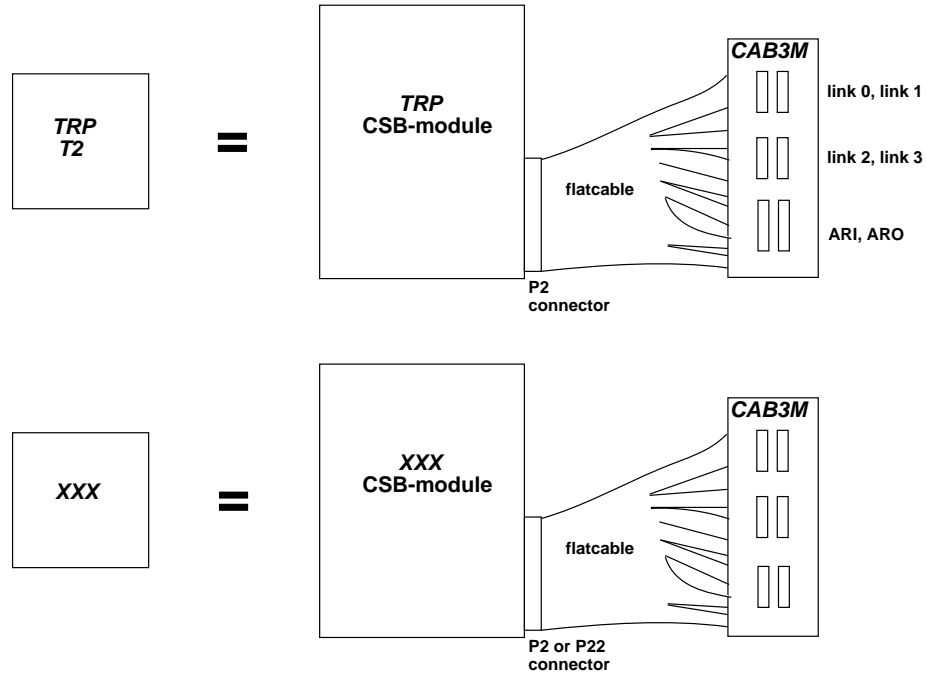 CAB3M
link 0, link 1
TRP
T2
=
TRP
CSB-module
link 2, link 3
flatcable
ARI, ARO
P2
connector
CAB3M
XXX
=
XXX
CSB-module
flatcable
P2 or P22
connector